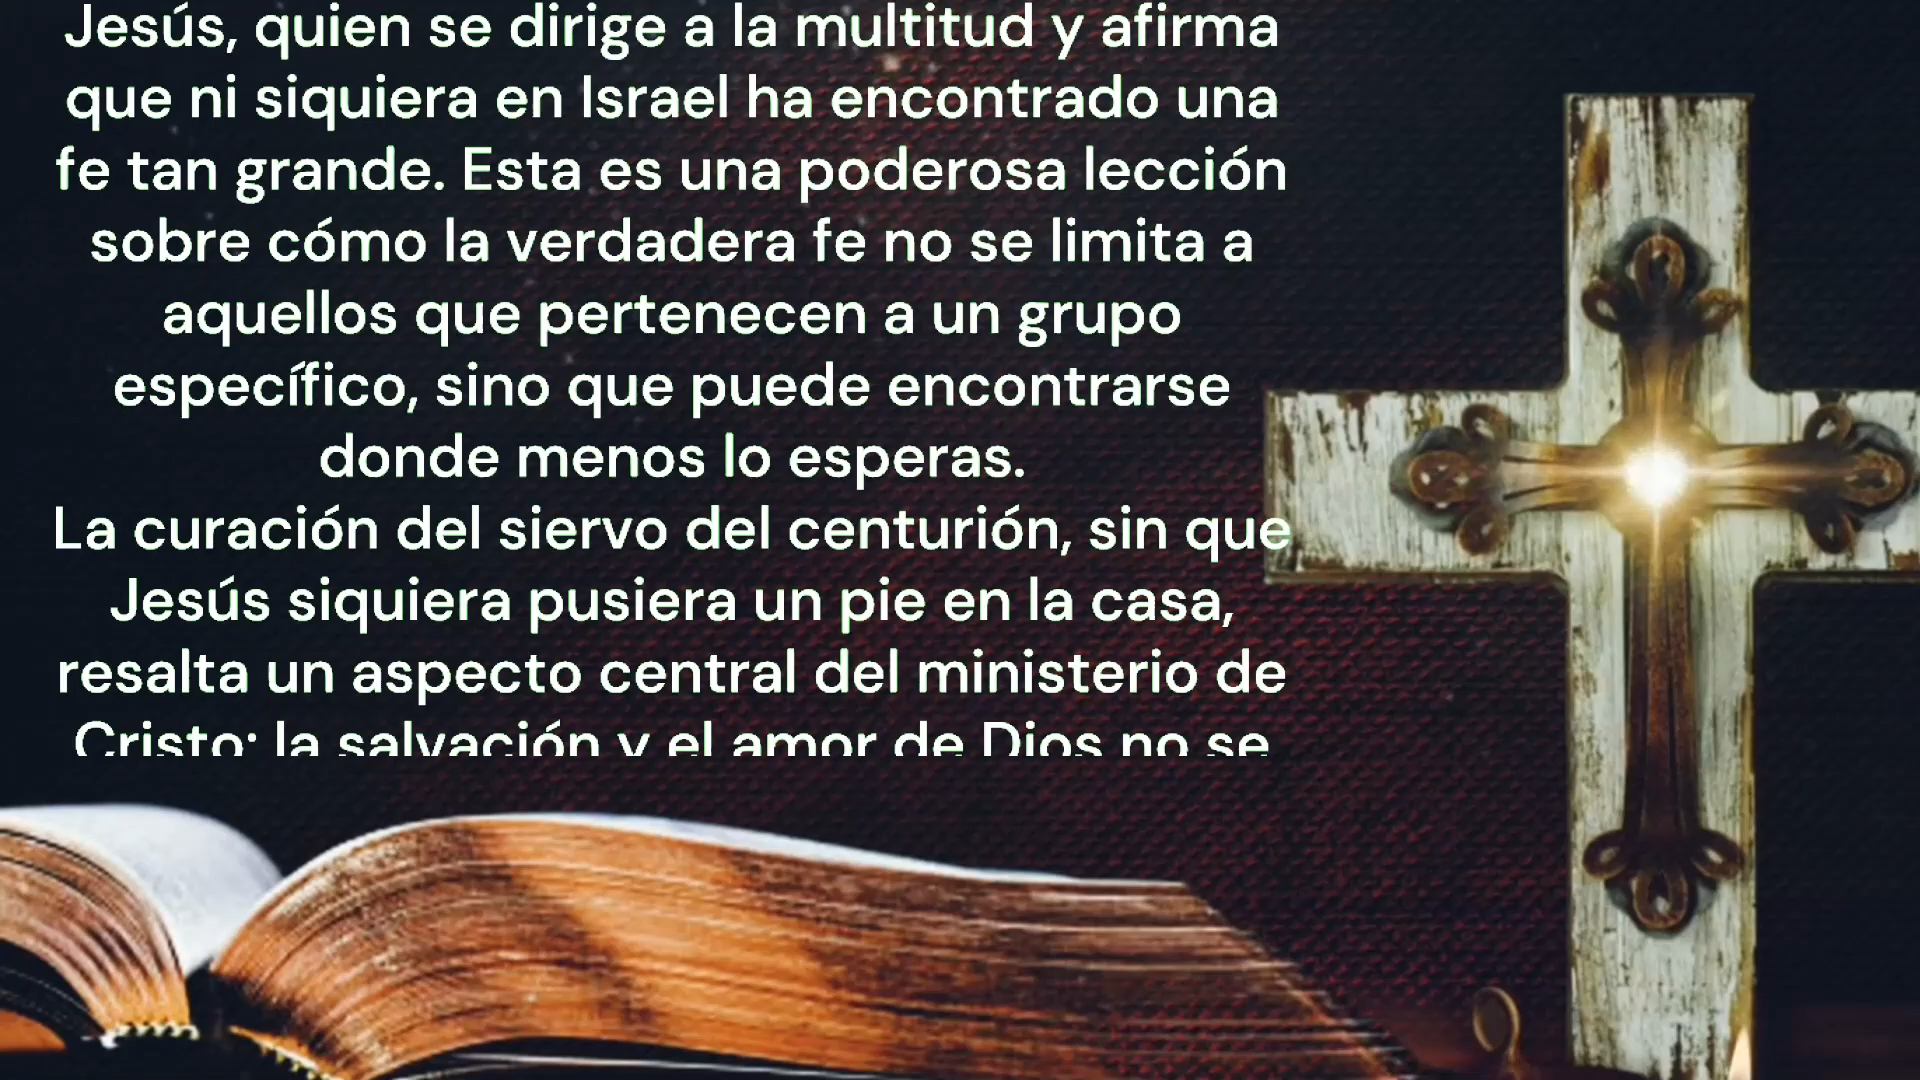 Jesús, quien se dirige a la multitud y afirma
que ni siquiera en Israel ha encontrado una
fe tan grande. Esta es una poderosa lección
sobre cómo la verdadera fe no se limita a
aquellos que pertenecen a un grupo
específico, sino que puede encontrarse
donde menos lo esperas.
La curación del siervo del centurión, sin que
Jesús siquiera pusiera un pie en la casa,
resalta un aspecto central del ministerio de
Cristo: la salvación y el amor de Dios no se